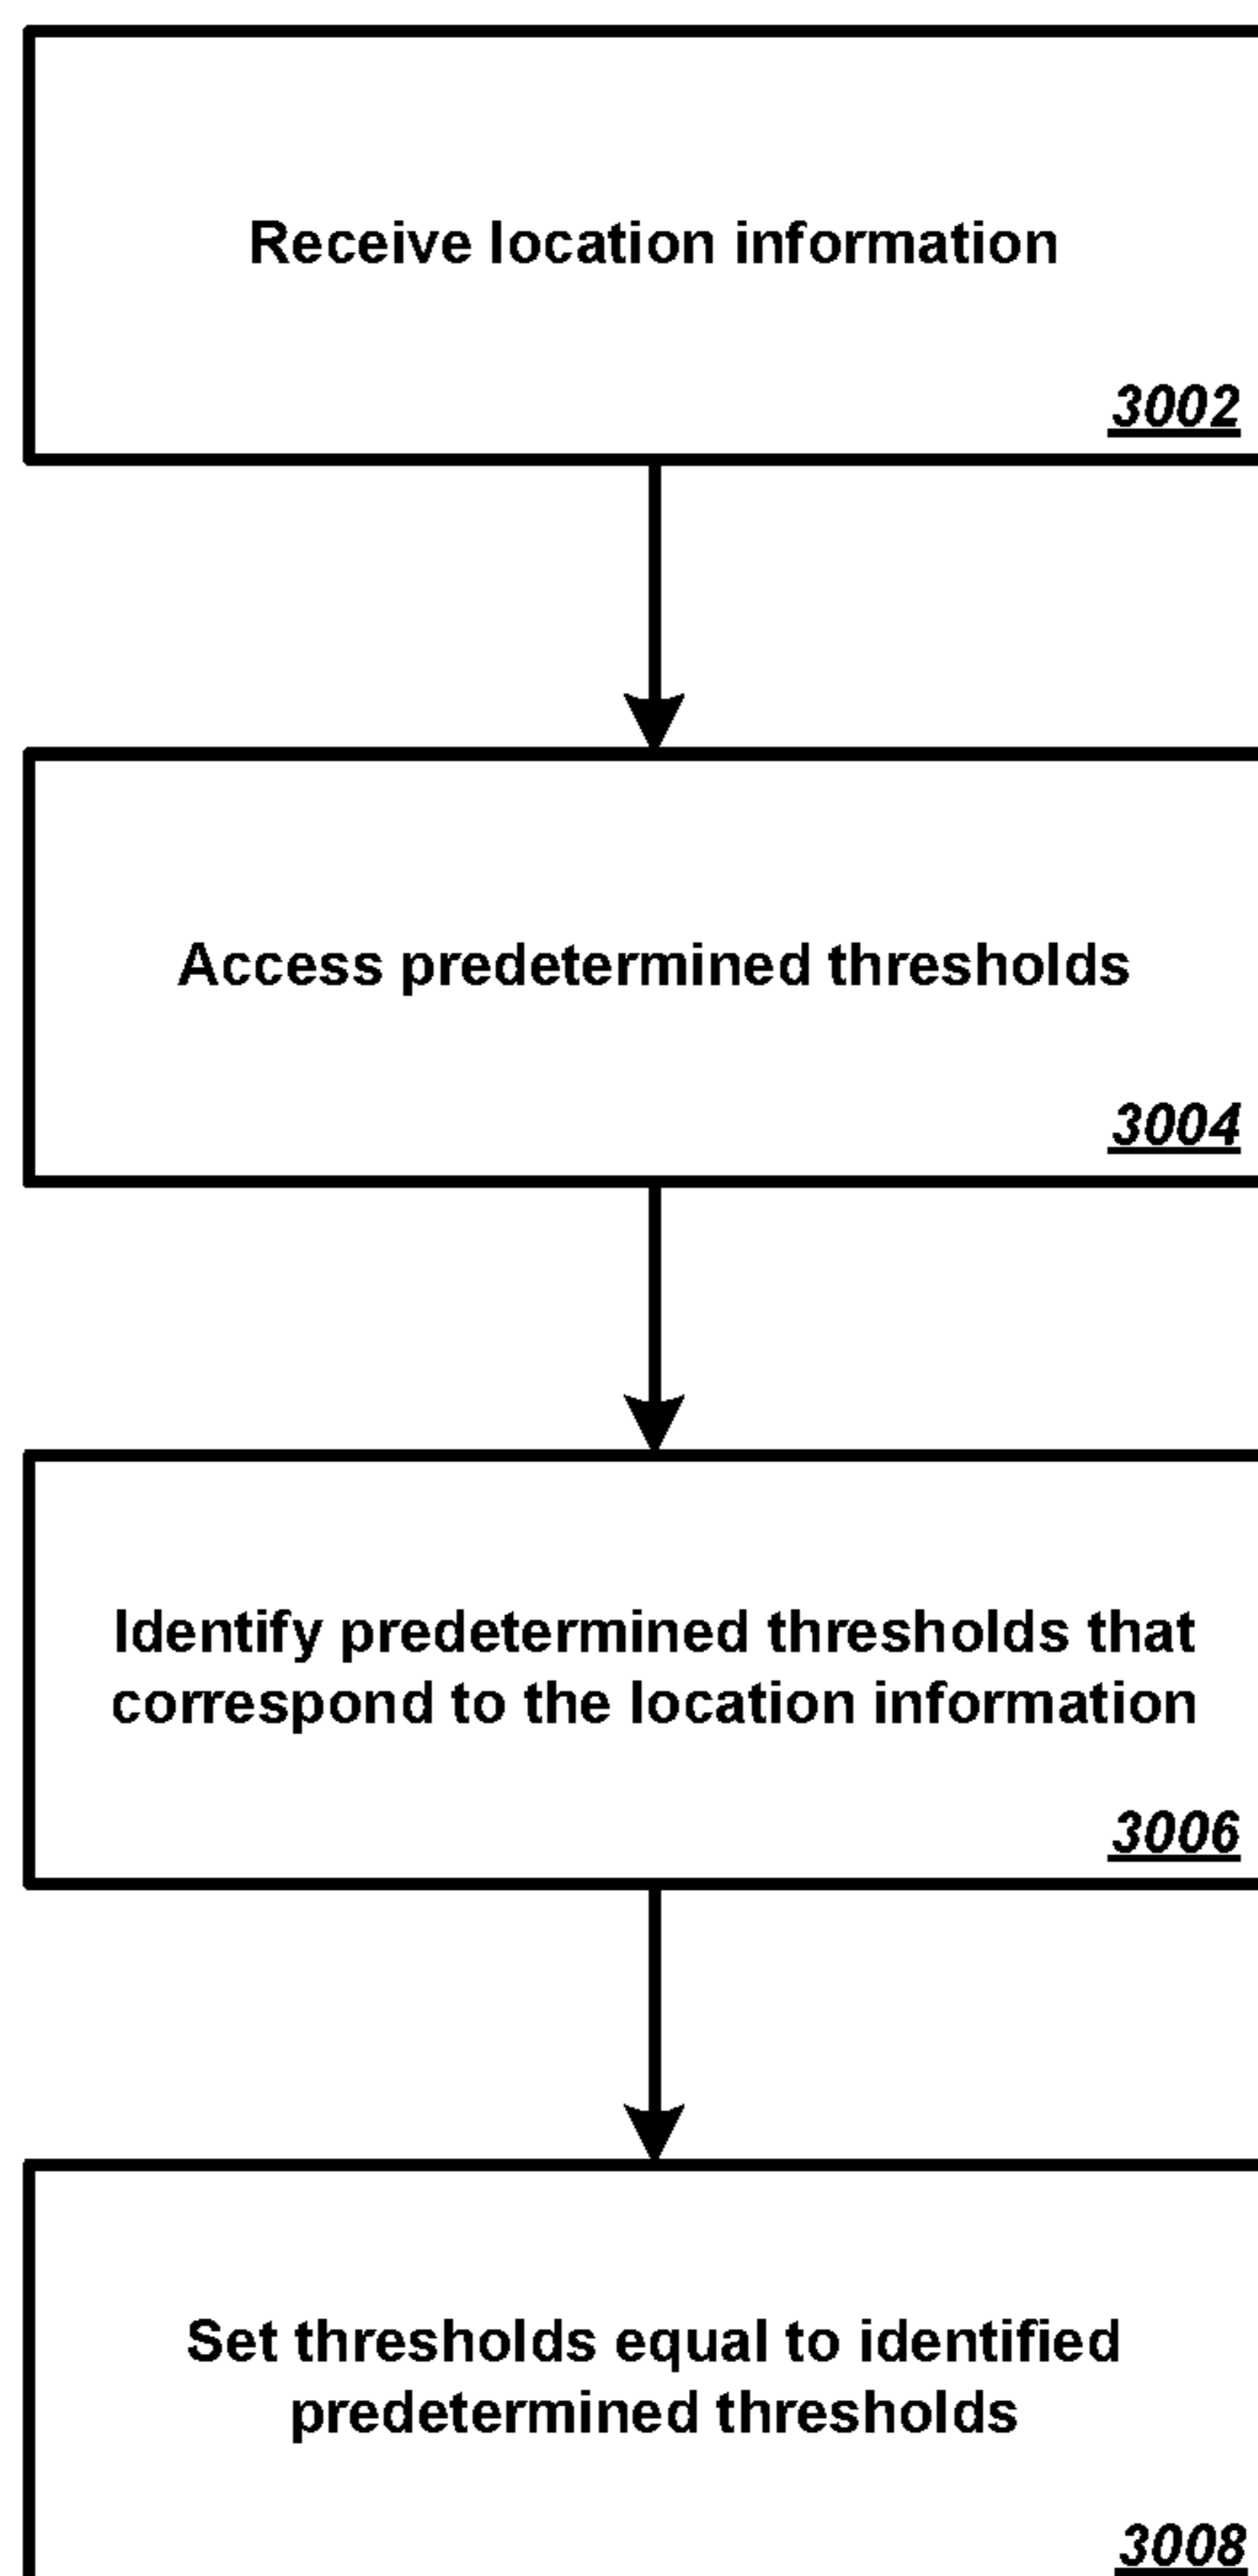 Receive location information
3002
Access predetermined thresholds
3004
Identify predetermined thresholds that
correspond to the location information
3006
Set thresholds equal to identified
predetermined thresholds
3008